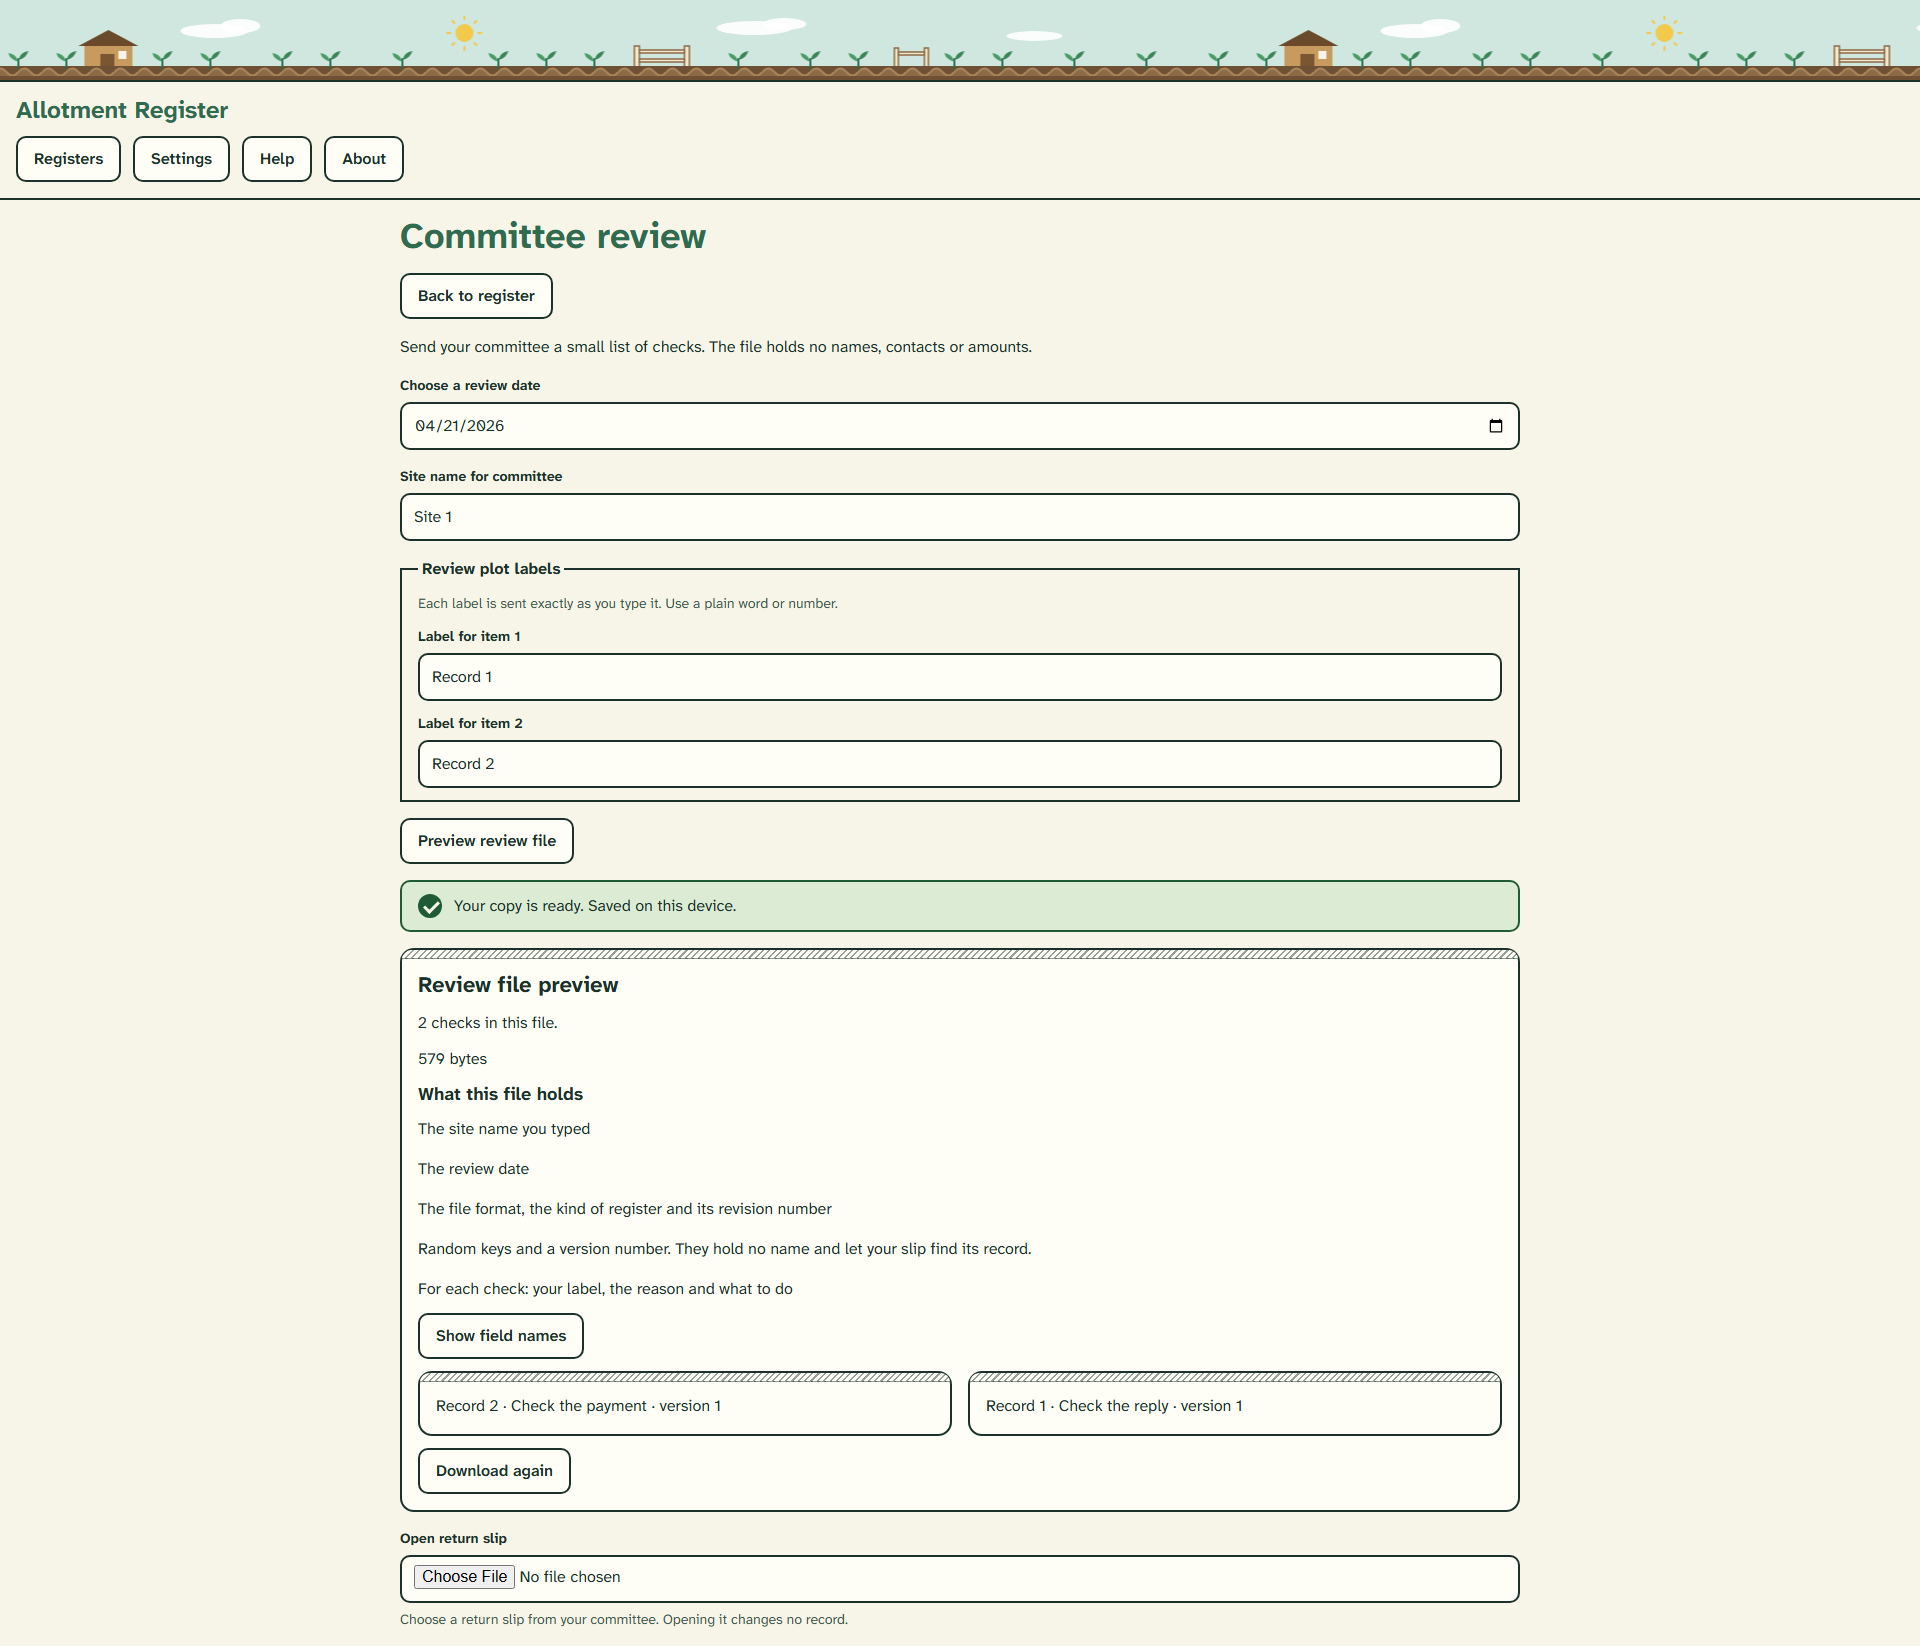 Allotment Register
Registers
Settings
Help
About
Committee review
Back to register
Send your committee a small list of checks. The file holds no names, contacts or amounts.
Choose a review date
04/21/2026
Site name for committee
Site 1
Review plot labels
Each label is sent exactly as you type it. Use a plain word or number.
Label for item 1
Record 1
Label for item 2
Record 2
Preview review file
Your copy is ready. Saved on this device.
Review file preview
2 checks in this file.
579 bytes
What this file holds
The site name you typed
The review date
The file format, the kind of register and its revision number
Random keys and a version number. They hold no name and let your slip find its record.
For each check: your label, the reason and what to do
Show field names
Record 2 · Check the payment · version 1
Record 1 · Check the reply · version 1
Download again
Open return slip
Choose File No file chosen
Choose a return slip from your committee. Opening it changes no record.